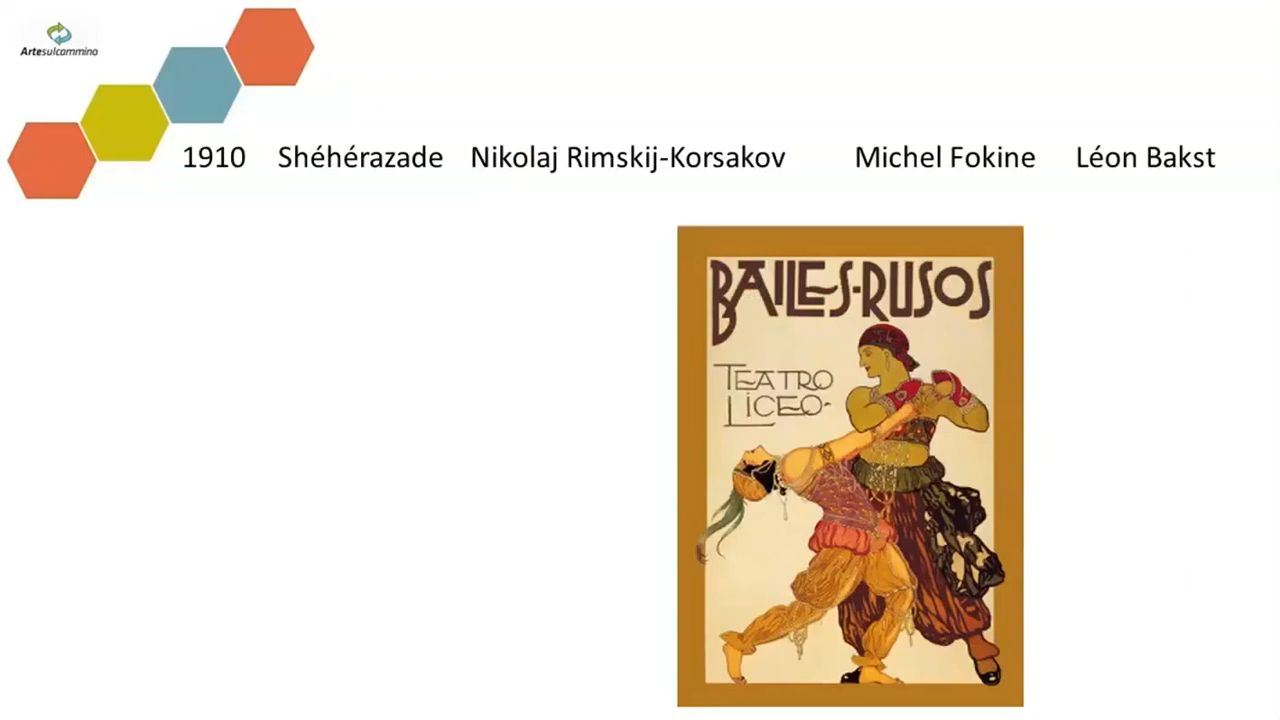 Artesulcammino
1910 Shéhérazade Nikolaj Rimskij-Korsakov Michel Fokine Léon Bakst
BAILES-RUSOS
TEATRO
LICEO-